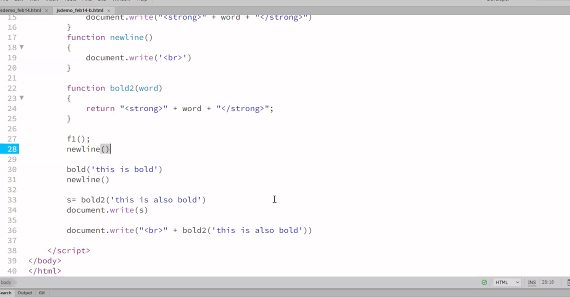 jsdemo_feb14.html × jsdemo_feb14b.html ×
15 document.write("<strong>" + word + "</strong>")
16 }
17 function newline()
18 {
19 document.write('<br>')
20 }
21
22 function bold2(word)
23 {
24 return "<strong>" + word + "</strong>";
25 }
26
27 f1();
28 newline()
29
30 bold('this is bold')
31 newline()
32
33 s= bold2('this is also bold')
34 document.write(s)
35
36 document.write("<br>" + bold2('this is also bold'))
37
38 </script>
39 </body>
40 </html>
body HTML INS 28:16
Search Output Git